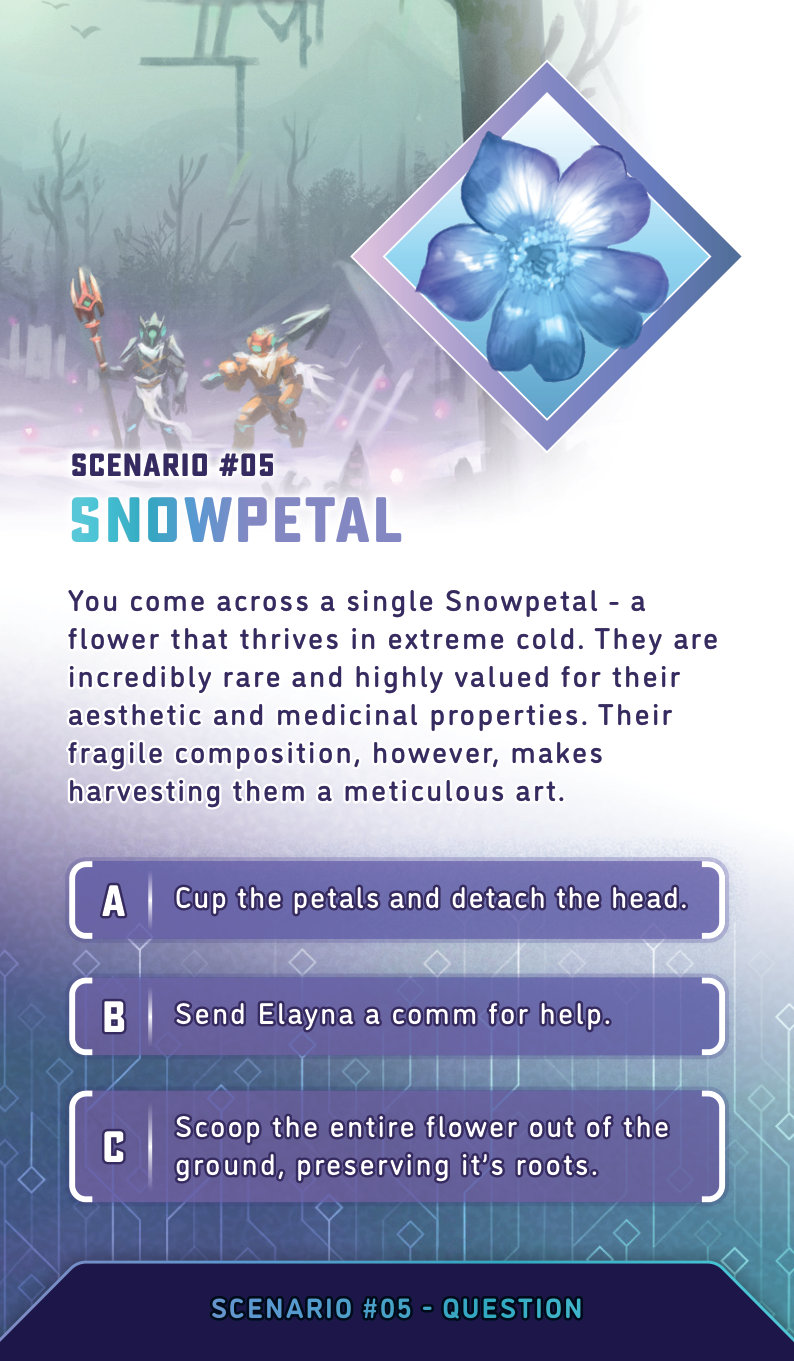 SCENARIO #05
SNOWPETAL
You come across a single Snowpetal - a
flower that thrives in extreme cold. They are
incredibly rare and highly valued for their
aesthetic and medicinal properties. Their
fragile composition, however, makes
harvesting them a meticulous art.
A Cup the petals and detach the head.
B Send Elayna a comm for help.
C Scoop the entire flower out of the
ground, preserving it's roots.
SCENARIO #05 - QUESTION